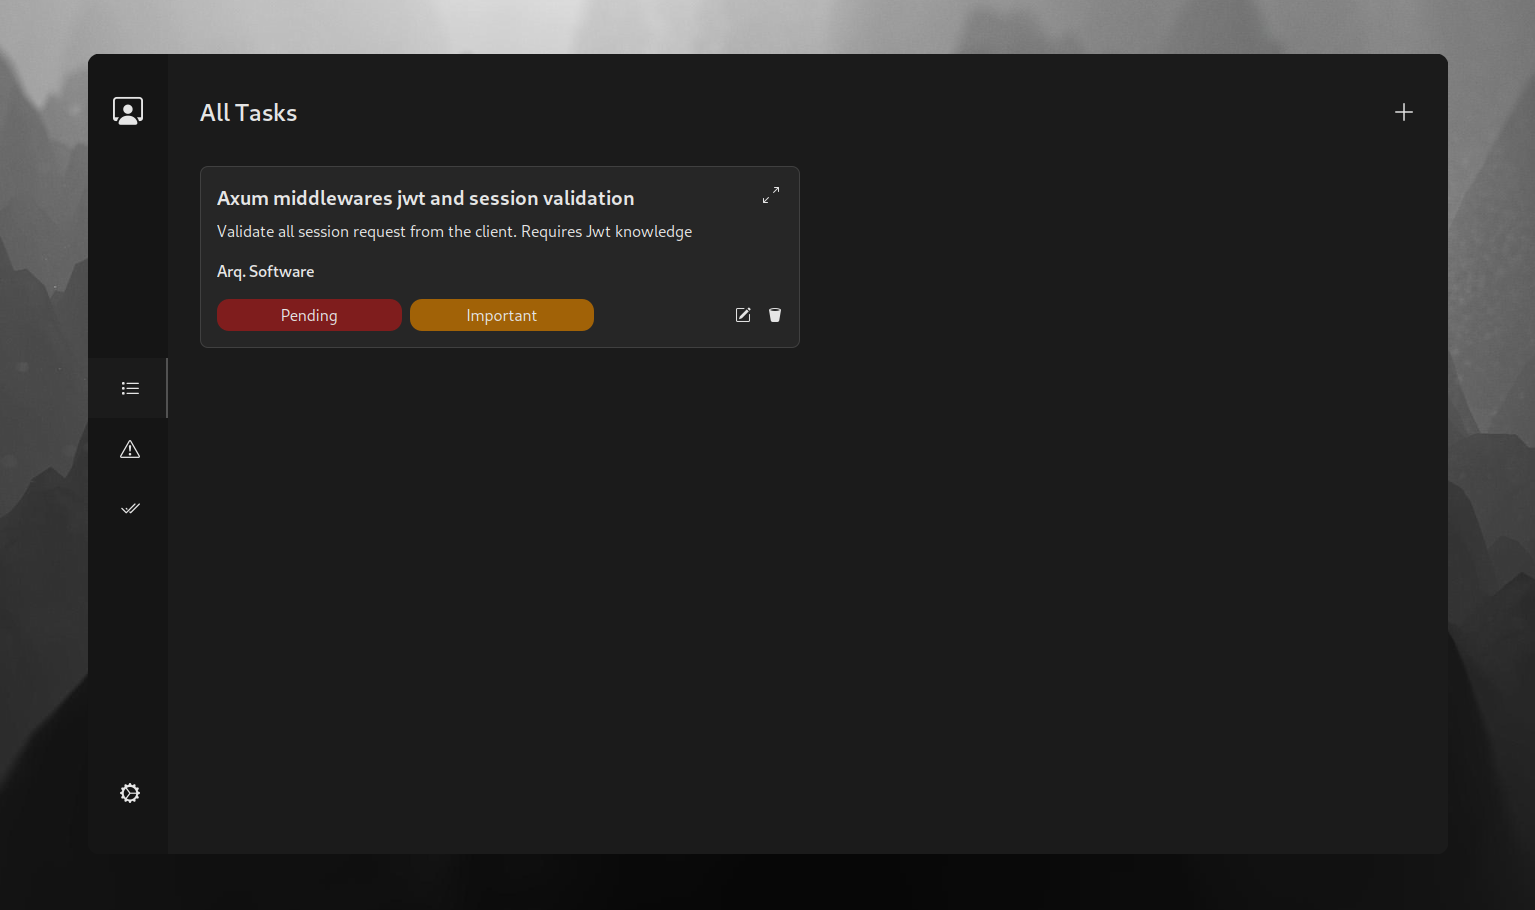 All Tasks
Axum middlewares jwt and session validation
Validate all session request from the client. Requires Jwt knowledge
Arq. Software
Pending
Important